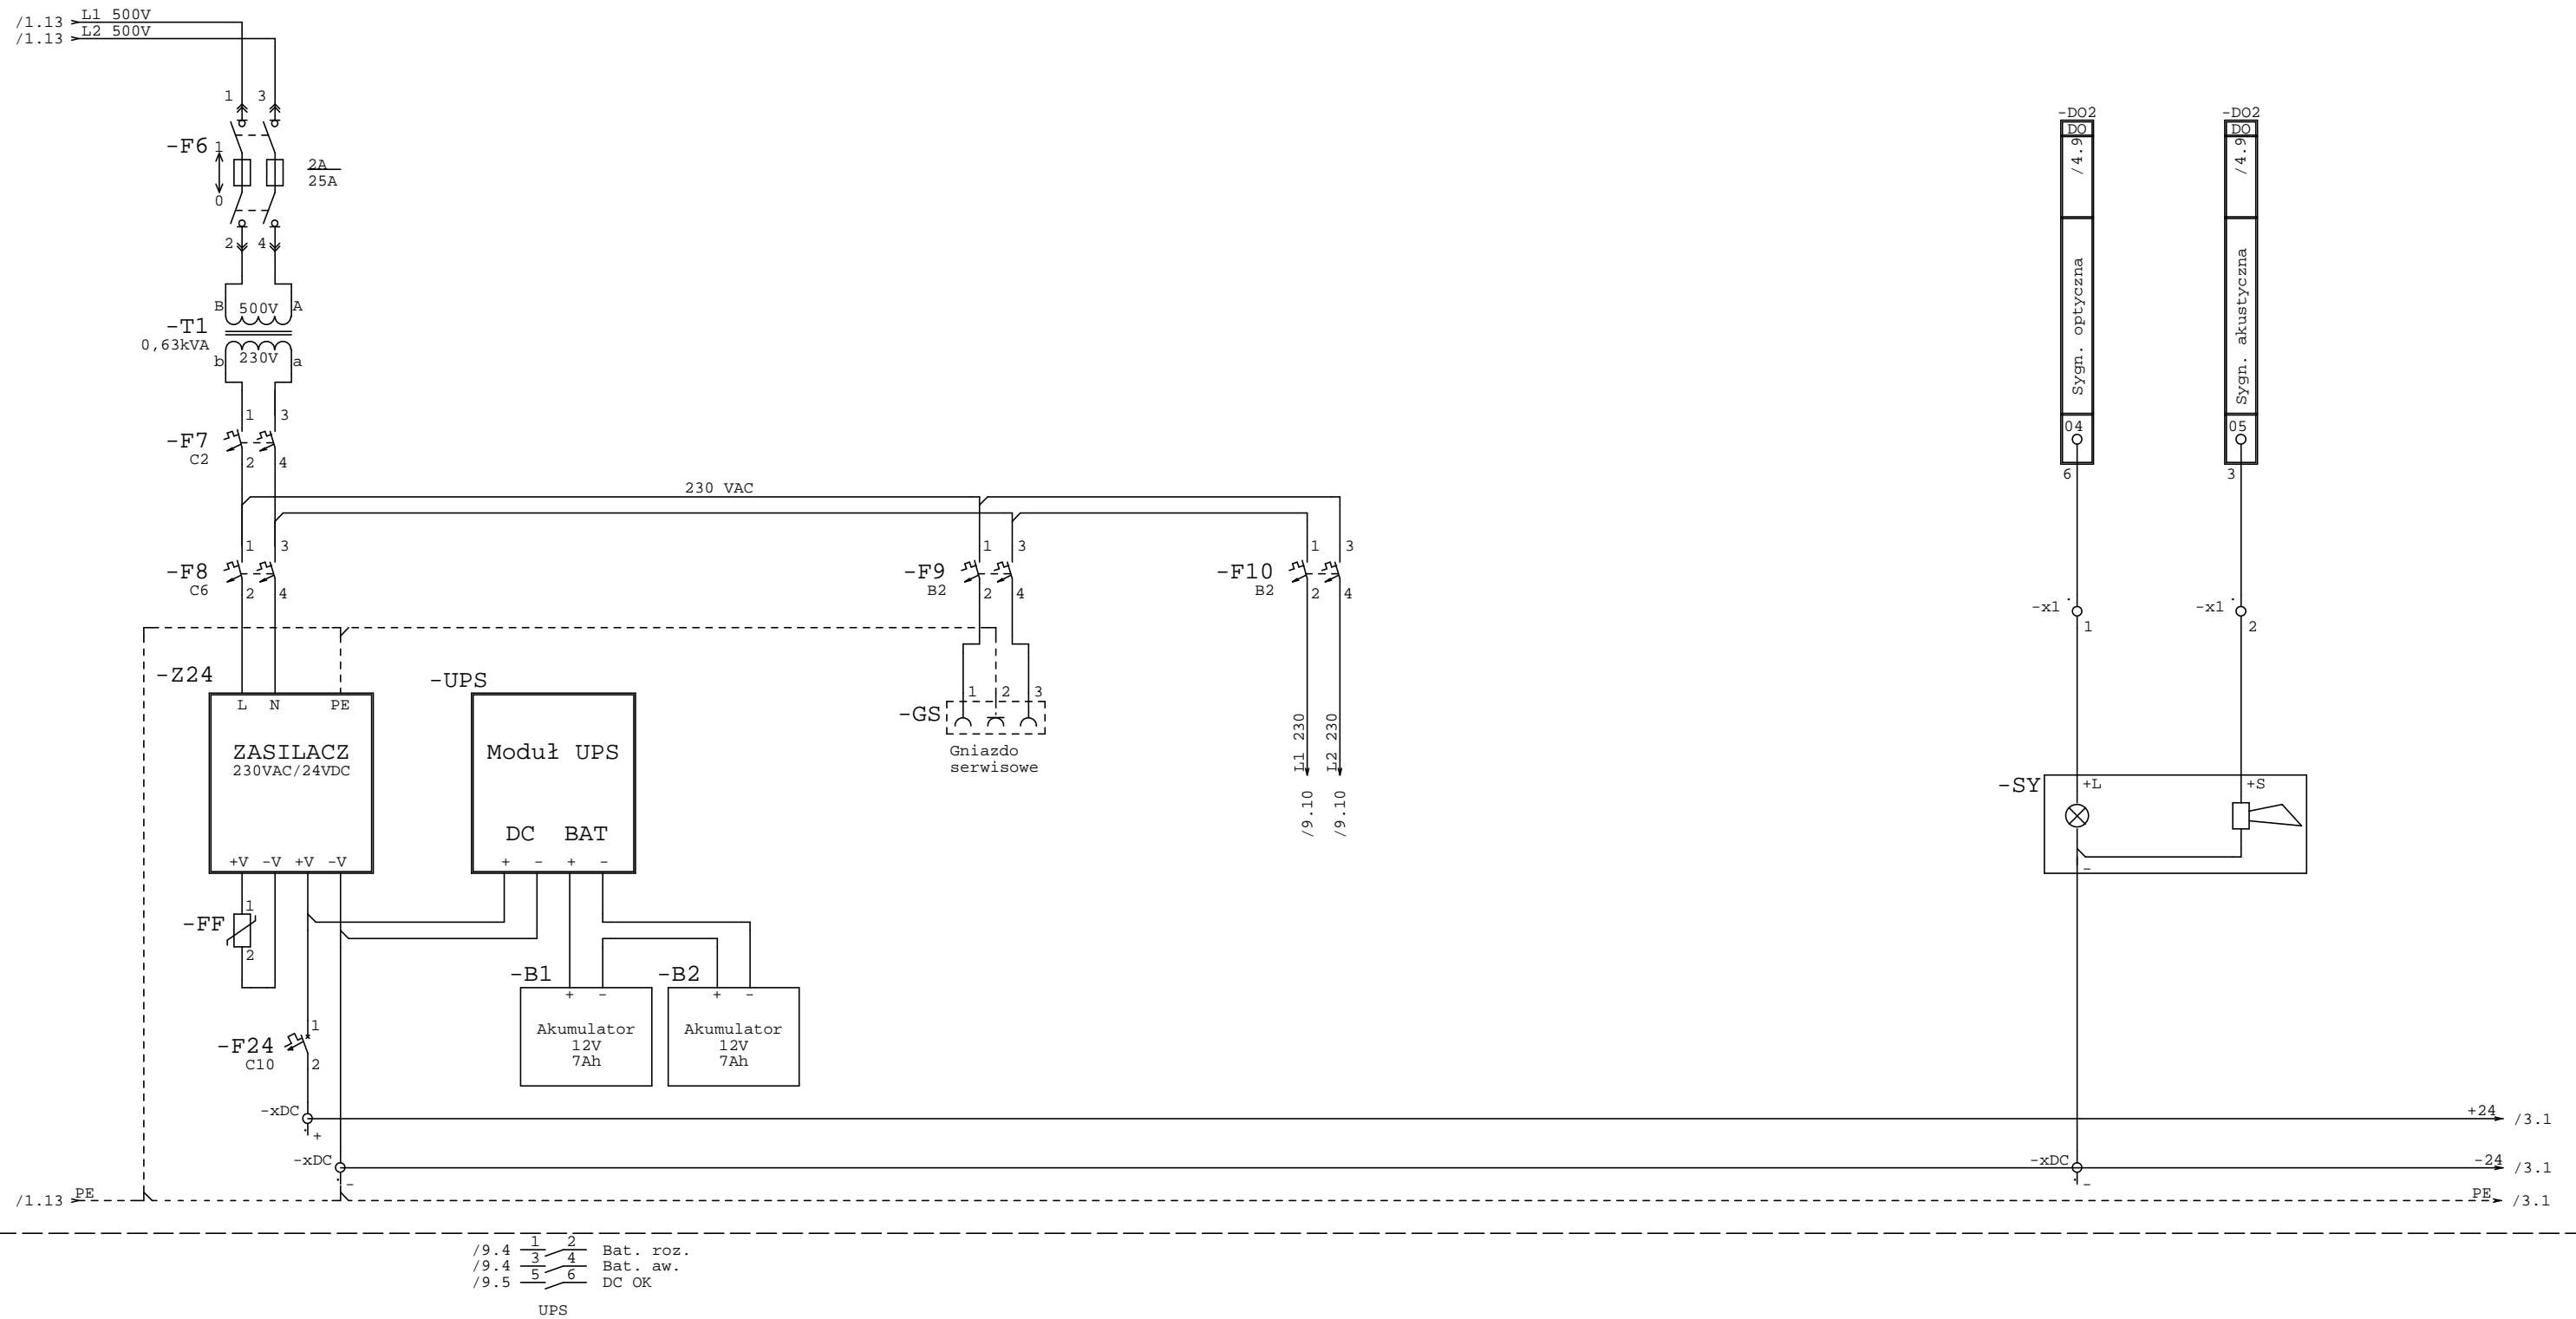 /1.13 L1 500V
/1.13 L2 500V
1 3
-F6 1
0
2A
25A
2 4
B 500V A
-T1
0,63kVA
b 230V a
1 3
-F7
C2
2 4
230 VAC
1 3
-F8
C6
2 4
1 3
-F9
B2
2 4
1 3
-F10
B2
2 4
-Z24
L N PE
ZASILACZ
230VAC/24VDC
+V -V +V -V
-UPS
Moduł UPS
DC BAT
+ - + -
1 2 3
-GS
Gniazdo
serwisowe
L1 230
L2 230
/9.10
/9.10
1
-FF
2
-B1
+ -
Akumulator
12V
7Ah
-B2
+ -
Akumulator
12V
7Ah
1
-F24
C10
2
-xDC
+
-xDC
-
-DO2
DO
/4.9
Sygn. optyczna
04
6
-DO2
DO
/4.9
Sygn. akustyczna
05
3
-x1
1
-x1
2
-SY
+L
+S
-
-xDC
-
+24 /3.1
-24 /3.1
/1.13 PE
PE /3.1
/9.4 1 2 Bat. roz.
/9.4 3 4 Bat. aw.
/9.5 5 6 DC OK
UPS